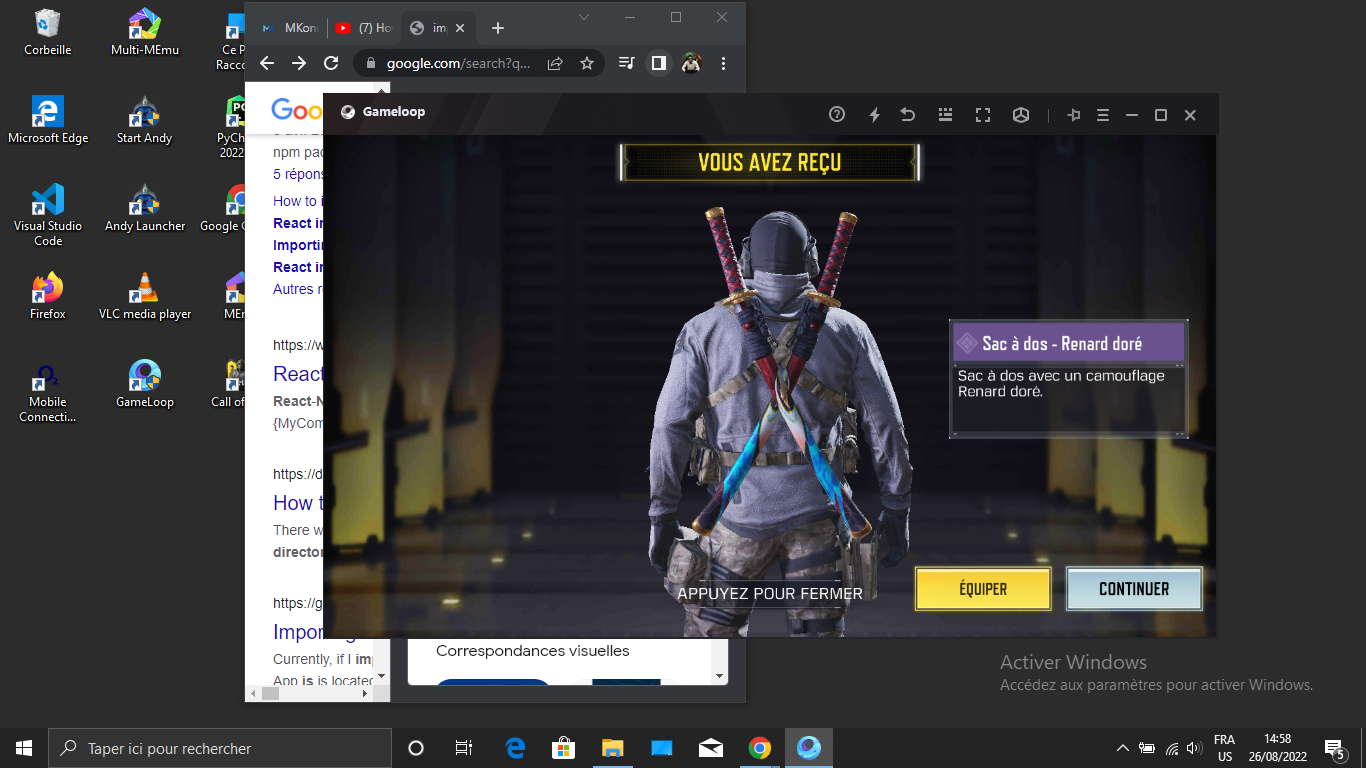 Corbeille
Multi-MEmu
Ce P
Racco
Microsoft Edge
Start Andy
PyCh
2022
Visual Studio
Code
Andy Launcher
Google C
Firefox
VLC media player
ME
Mobile
Connecti...
GameLoop
Call of
MKon
(7) Ho
im
google.com/search?q...
Goo
npm pac
5 répons
How to i
React in
Importin
React in
Autres r
https://w
React
React-N
{MyCom
https://d
How t
There w
director
https://g
Impor
Currently, if I imp
App is is located
Correspondances visuelles
Gameloop
VOUS AVEZ REÇU
Sac à dos - Renard doré
Sac à dos avec un camouflage
Renard doré.
APPUYEZ POUR FERMER
ÉQUIPER
CONTINUER
Activer Windows
Accédez aux paramètres pour activer Windows.
Taper ici pour rechercher
FRA
US
14:58
26/08/2022
5